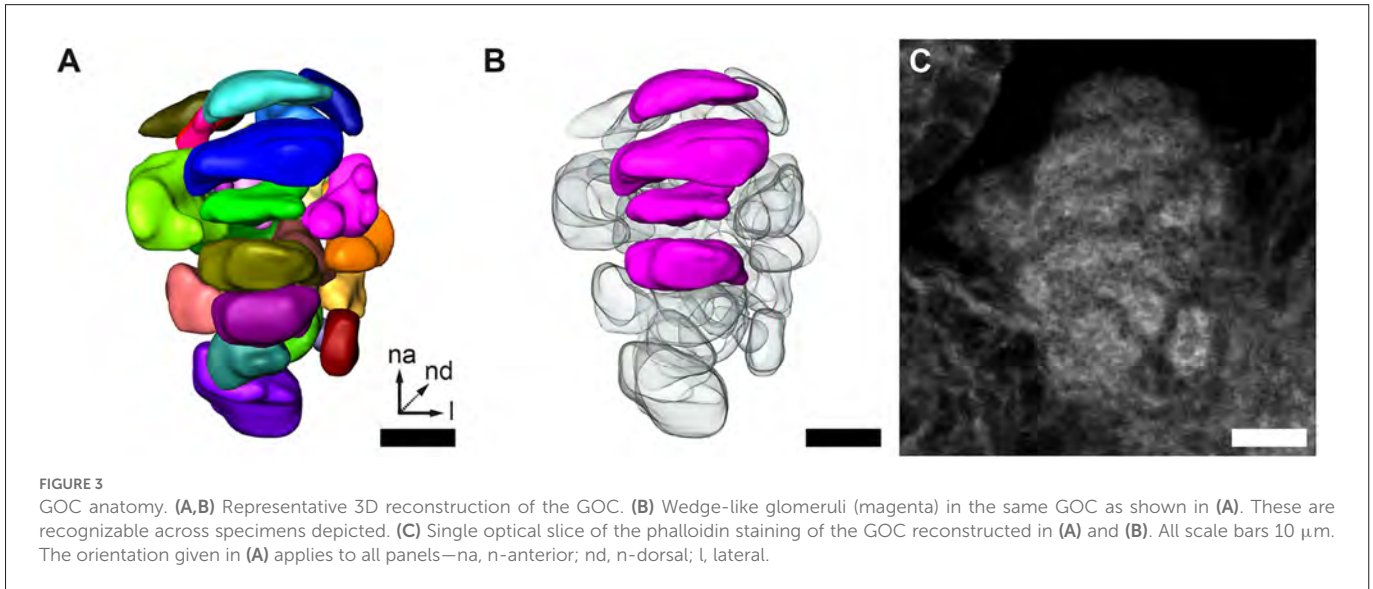 A
B
C
na
nd
l
FIGURE 3
GOC anatomy. (A,B) Representative 3D reconstruction of the GOC. (B) Wedge-like glomeruli (magenta) in the same GOC as shown in (A). These are
recognizable across specimens depicted. (C) Single optical slice of the phalloidin staining of the GOC reconstructed in (A) and (B). All scale bars 10 μm.
The orientation given in (A) applies to all panels—na, n-anterior; nd, n-dorsal; l, lateral.